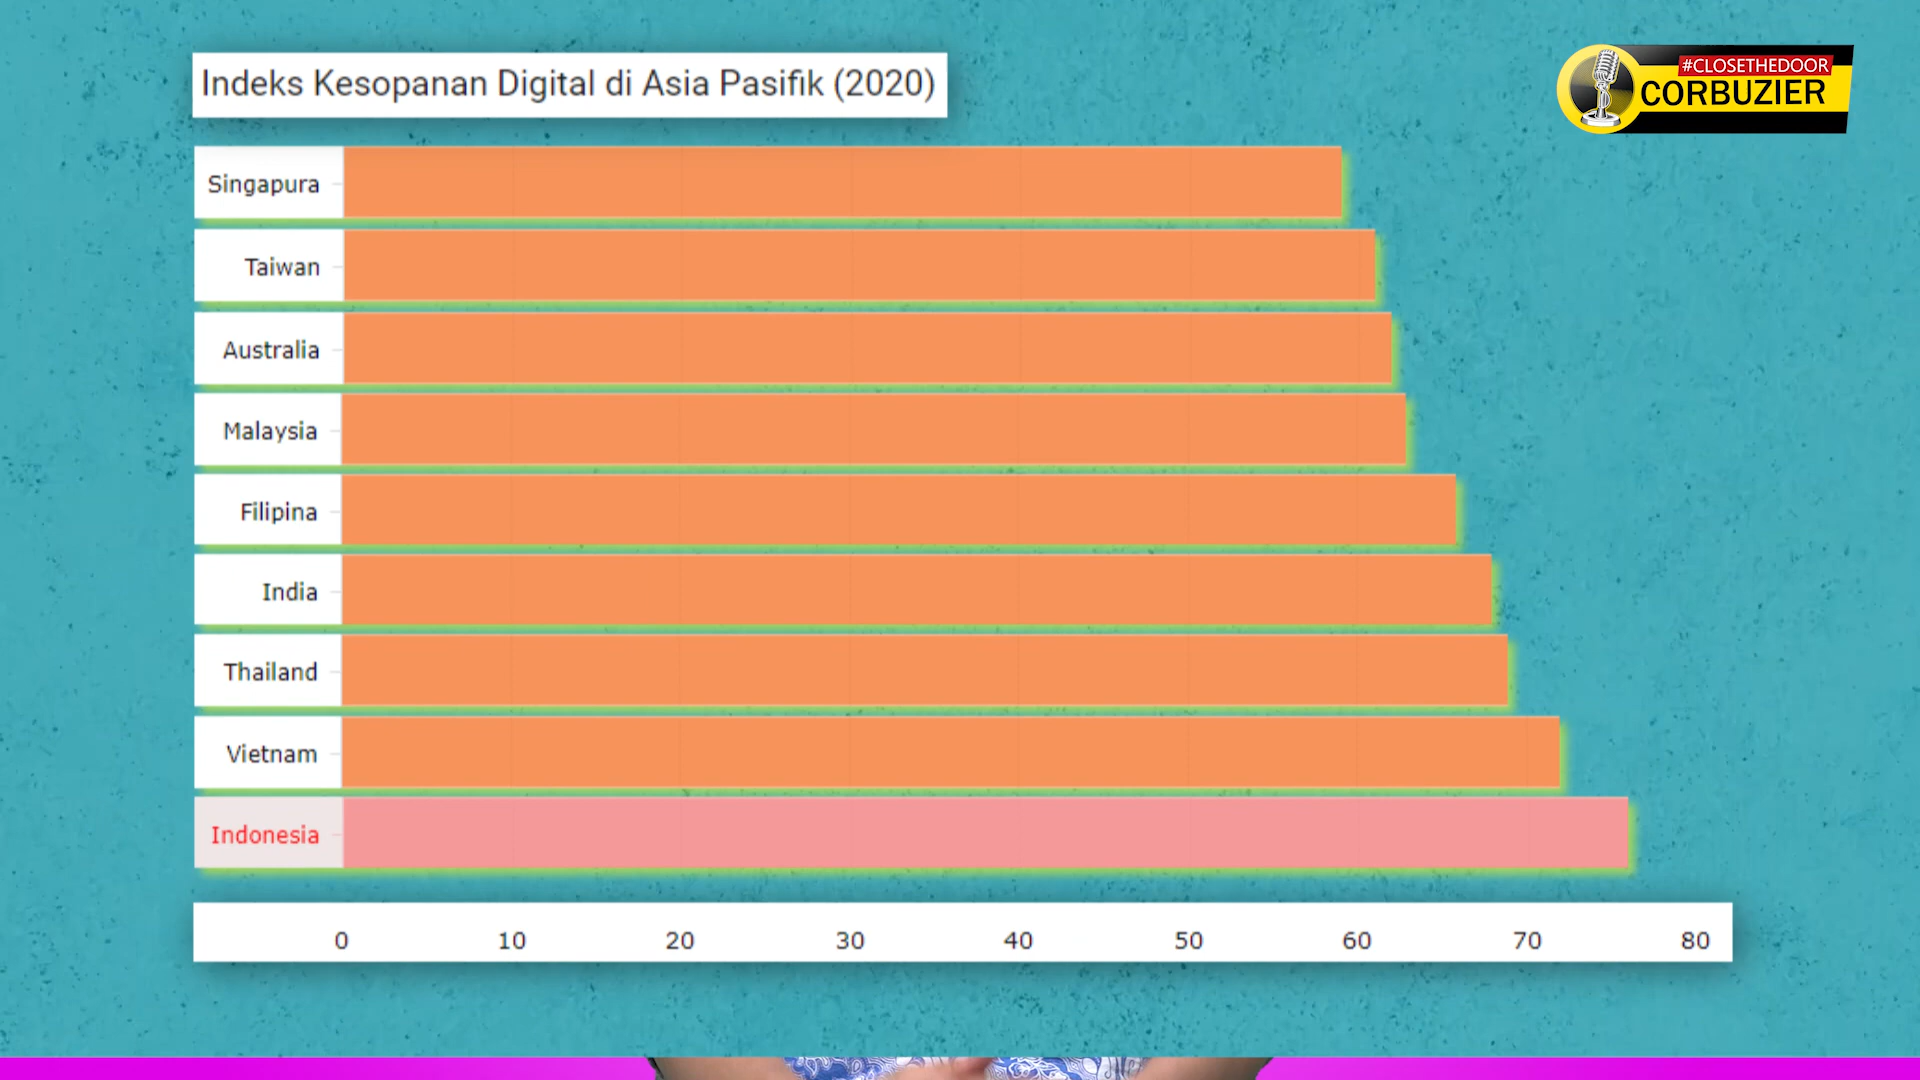 Indeks Kesopanan Digital di Asia Pasifik (2020)
#CLOSETHEDOOR
CORBUZIER
Singapura
Taiwan
Australia
Malaysia
Filipina
India
Thailand
Vietnam
Indonesia
0 10 20 30 40 50 60 70 80